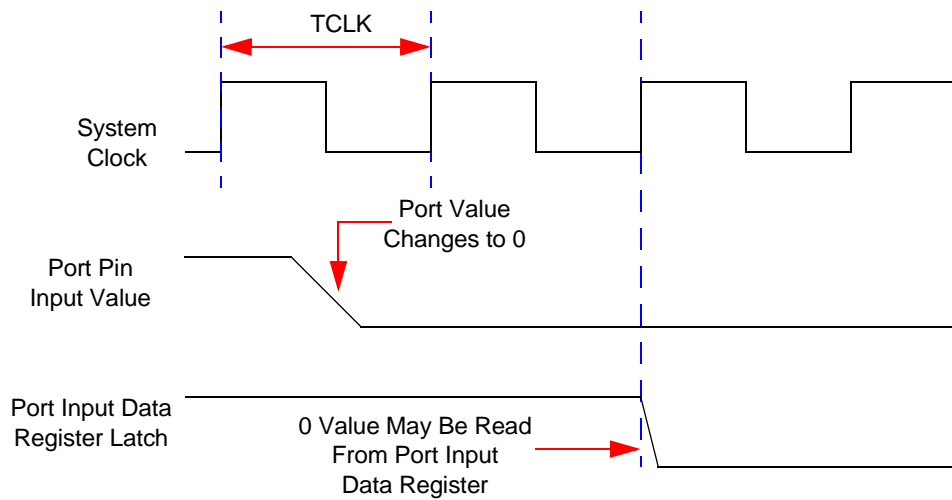 TCLK
System
Clock
Port Value
Changes to 0
Port Pin
Input Value
Port Input Data
Register Latch
0 Value May Be Read
From Port Input
Data Register